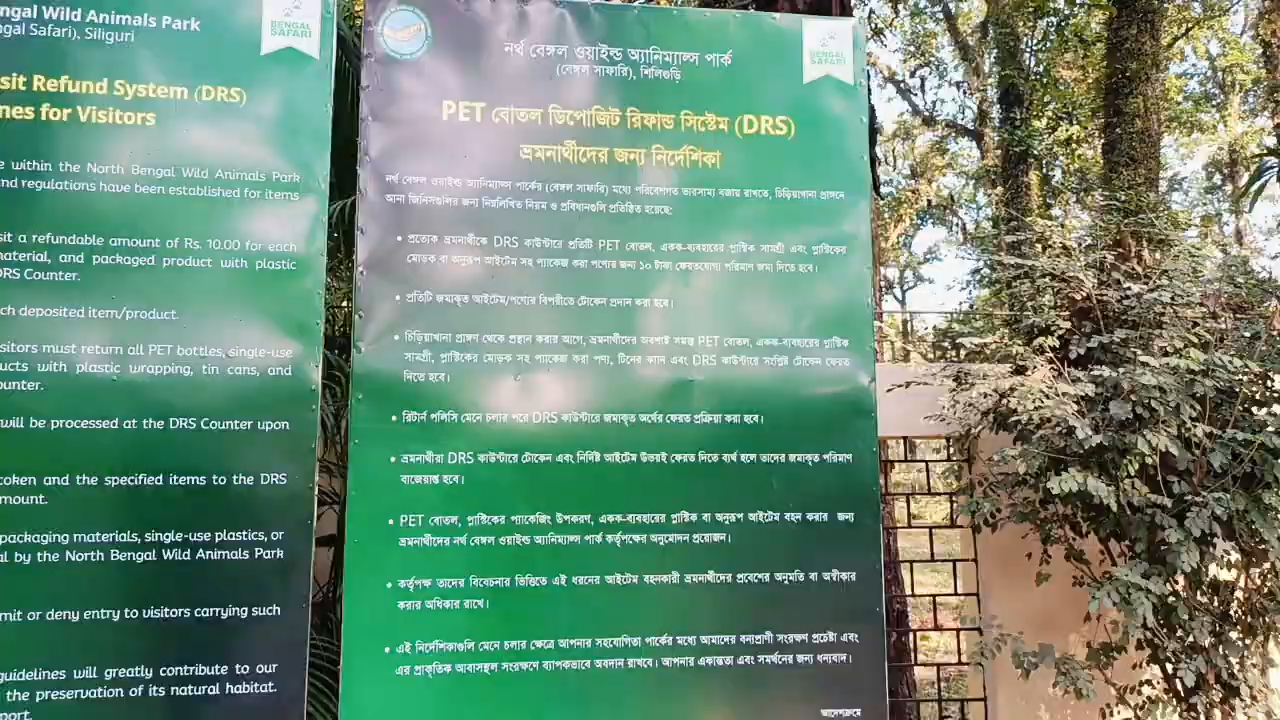 ngal Wild Animals Park
ngal Safari), Siliguri
BENGAL
SAFARI
sit Refund System (DRS)
nes for Visitors
e within the North Bengal Wild Animals Park
nd regulations have been established for items
sit a refundable amount of Rs. 10.00 for each
naterial, and packaged product with plastic
DRS Counter.
ch deposited item/product.
isitors must return all PET bottles, single-use
ucts with plastic wrapping, tin cans, and
ounter.
will be processed at the DRS Counter upon
token and the specified items to the DRS
mount.
packaging materials, single-use plastics, or
al by the North Bengal Wild Animals Park
mit or deny entry to visitors carrying such
guidelines will greatly contribute to our
the preservation of its natural habitat.
port.
নর্থ বেঙ্গল ওয়াইল্ড অ্যানিম্যাল্স পার্ক
(বেঙ্গল সাফারি), শিলিগুড়ি
BENGAL
SAFARI
PET বোতল ডিপোজিট রিফান্ড সিস্টেম (DRS)
ভ্রমনার্থীদের জন্য নির্দেশিকা
নর্থ বেঙ্গল ওয়াইল্ড অ্যানিম্যাল্স পার্কের (বেঙ্গল সাফারি) মধ্যে পরিবেশগত ভারসাম্য বজায় রাখতে, চিড়িয়াখানা প্রাঙ্গনে
আনা জিনিসগুলির জন্য নিম্নলিখিত নিয়ম ও প্রবিধানগুলি প্রতিষ্ঠিত হয়েছে:
• প্রত্যেক ভ্রমনার্থীকে DRS কাউন্টারে প্রতিটি PET বোতল, একক-ব্যবহারের প্লাস্টিক সামগ্রী এবং প্লাস্টিকের
মোড়ক বা অনুরূপ আইটেম সহ প্যাকেজ করা পণ্যের জন্য ১০ টাকা ফেরতযোগ্য পরিমাণ জমা দিতে হবে।
• প্রতিটি জমাকৃত আইটেম/পণ্যের বিপরীতে টোকেন প্রদান করা হবে।
• চিড়িয়াখানা প্রাঙ্গণ থেকে প্রস্থান করার আগে, ভ্রমনার্থীদের অবশ্যই সমস্ত PET বোতল, একক-ব্যবহারের প্লাস্টিক
সামগ্রী, প্লাস্টিকের মোড়ক সহ প্যাকেজ করা পণ্য, টিনের ক্যান এবং DRS কাউন্টারে সংশ্লিষ্ট টোকেন ফেরত
দিতে হবে।
• রিটার্ন পলিসি মেনে চলার পরে DRS কাউন্টারে জমাকৃত অর্থের ফেরত প্রক্রিয়া করা হবে।
• ভ্রমনার্থীরা DRS কাউন্টারে টোকেন এবং নির্দিষ্ট আইটেম উভয়ই ফেরত দিতে ব্যর্থ হলে তাদের জমাকৃত পরিমাণ
বাজেয়াপ্ত হবে।
• PET বোতল, প্লাস্টিকের প্যাকেজিং উপকরণ, একক-ব্যবহারের প্লাস্টিক বা অনুরূপ আইটেম বহন করার জন্য
ভ্রমনার্থীদের নর্থ বেঙ্গল ওয়াইল্ড অ্যানিম্যাল্স পার্ক কর্তৃপক্ষের অনুমোদন প্রয়োজন।
• কর্তৃপক্ষ তাদের বিবেচনার ভিত্তিতে এই ধরনের আইটেম বহনকারী ভ্রমনার্থীদের প্রবেশের অনুমতি বা অস্বীকার
করার অধিকার রাখে।
• এই নির্দেশিকাগুলি মেনে চলার ক্ষেত্রে আপনার সহযোগিতা পার্কের মধ্যে আমাদের বন্যপ্রাণী সংরক্ষণ প্রচেষ্টা এবং
এর প্রাকৃতিক আবাসস্থল সংরক্ষণে ব্যাপকভাবে অবদান রাখবে। আপনার একাগ্রতা এবং সমর্থনের জন্য ধন্যবাদ।
আদেশক্রমে